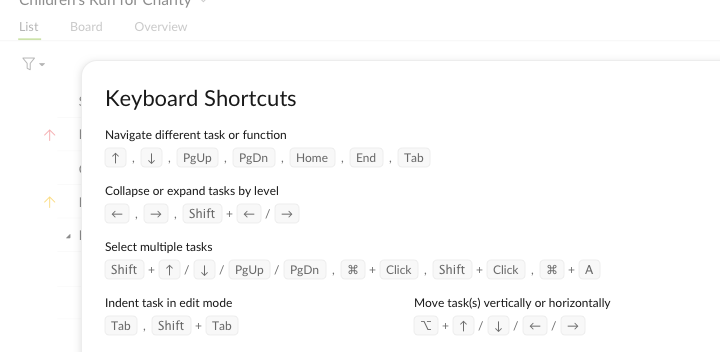 Children's Run for Charity
List Board Overview
Keyboard Shortcuts
Navigate different task or function
↑ , ↓ , PgUp , PgDn , Home , End , Tab
Collapse or expand tasks by level
← , → , Shift + ← / →
Select multiple tasks
Shift + ↑ / ↓ / PgUp / PgDn , ⌘ + Click , Shift + Click , ⌘ + A
Indent task in edit mode
Tab , Shift + Tab
Move task(s) vertically or horizontally
⌥ + ↑ / ↓ / ← / →